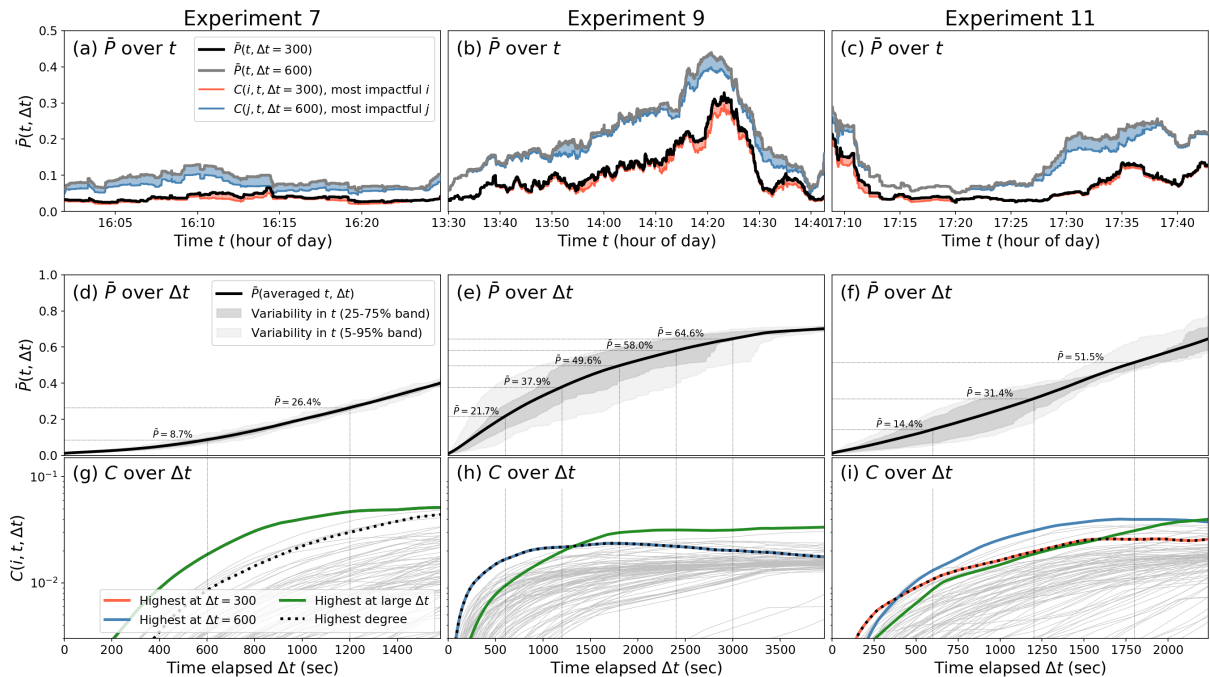 Experiment 7
Experiment 9
Experiment 11
(a) P̄ over t
P̄(t, Δt = 300)
P̄(t, Δt = 600)
C(i, t, Δt = 300), most impactful i
C(j, t, Δt = 600), most impactful j
(b) P̄ over t
(c) P̄ over t
P̄(t, Δt)
0.5
0.4
0.3
0.2
0.1
0.0
16:05 16:10 16:15 16:20
13:30 13:40 13:50 14:00 14:10 14:20 14:30 14:40
17:10 17:15 17:20 17:25 17:30 17:35 17:40
Time t (hour of day)
Time t (hour of day)
Time t (hour of day)
(d) P̄ over Δt
P̄(averaged t, Δt)
Variability in t (25-75% band)
Variability in t (5-95% band)
P̄ = 26.4%
P̄ = 8.7%
(e) P̄ over Δt
P̄ = 64.6%
P̄ = 58.0%
P̄ = 49.6%
P̄ = 37.9%
P̄ = 21.7%
(f) P̄ over Δt
P̄ = 51.5%
P̄ = 31.4%
P̄ = 14.4%
P̄(t, Δt)
1.0
0.8
0.6
0.4
0.2
0.0
(g) C over Δt
(h) C over Δt
(i) C over Δt
C(i, t, Δt)
10⁻¹
10⁻²
Highest at Δt = 300
Highest at Δt = 600
Highest at large Δt
Highest degree
0 200 400 600 800 1000 1200 1400
0 500 1000 1500 2000 2500 3000 3500
0 250 500 750 1000 1250 1500 1750 2000
Time elapsed Δt (sec)
Time elapsed Δt (sec)
Time elapsed Δt (sec)